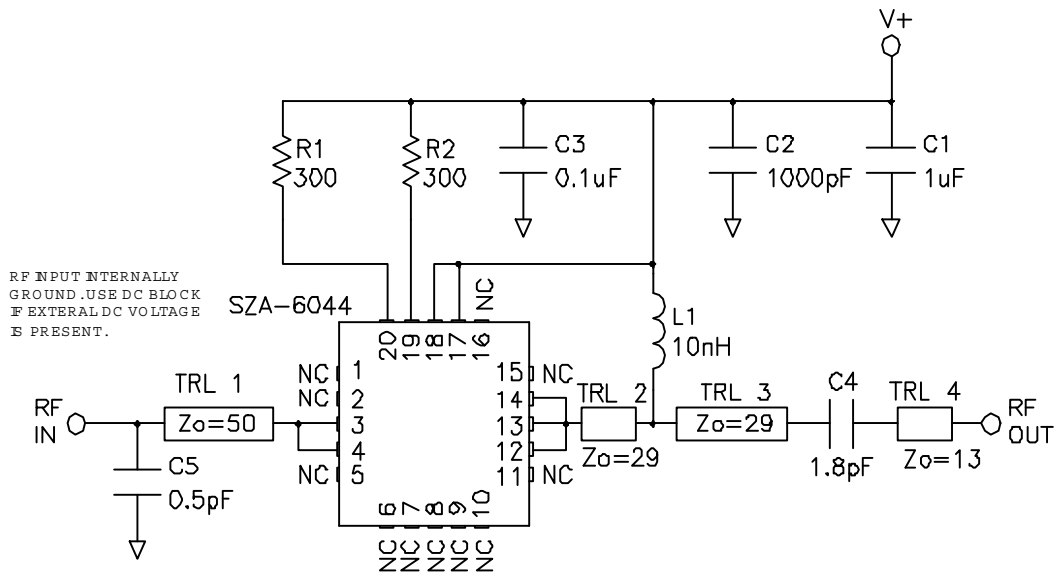 V+
R1
300
R2
300
C3
0.1uF
C2
1000pF
C1
1uF
RF INPUT INTERNALLY
GROUND. USE DC BLOCK
IF EXTERAL DC VOLTAGE
IS PRESENT.
SZA-6044
NC
20
19
18
17
16
L1
10nH
NC 1
NC 2
3
4
NC 5
15 NC
14
13
12
11 NC
6
7
8
9
10
NC
NC
NC
NC
NC
RF
IN
TRL 1
Zo=50
C5
0.5pF
TRL 2
Zo=29
TRL 3
Zo=29
C4
1.8pF
TRL 4
Zo=13
RF
OUT